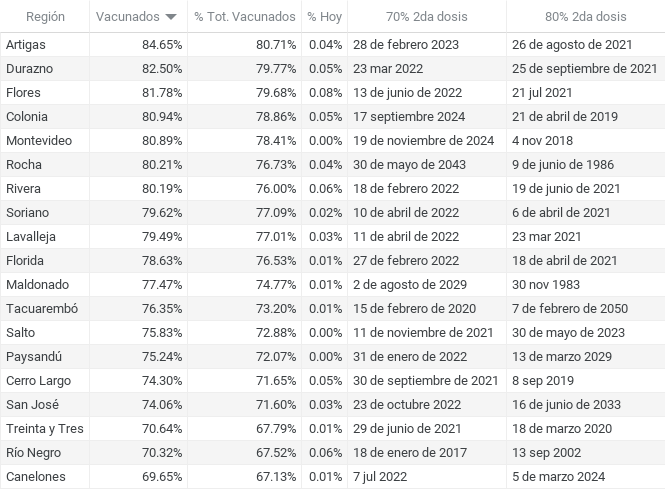 Región Vacunados % Tot. Vacunados % Hoy 70% 2da dosis 80% 2da dosis
Artigas 84.65% 80.71% 0.04% 28 de febrero 2023 26 de agosto de 2021
Durazno 82.50% 79.77% 0.05% 23 mar 2022 25 de septiembre de 2021
Flores 81.78% 79.68% 0.08% 13 de junio de 2022 21 jul 2021
Colonia 80.94% 78.86% 0.05% 17 septiembre 2024 21 de abril de 2019
Montevideo 80.89% 78.41% 0.00% 19 de noviembre de 2024 4 nov 2018
Rocha 80.21% 76.73% 0.04% 30 de mayo de 2043 9 de junio de 1986
Rivera 80.19% 76.00% 0.06% 18 de febrero 2022 19 de junio de 2021
Soriano 79.62% 77.09% 0.02% 10 de abril de 2022 6 de abril de 2021
Lavalleja 79.49% 77.01% 0.03% 11 de abril de 2022 23 mar 2021
Florida 78.63% 76.53% 0.01% 27 de febrero 2022 18 de abril de 2021
Maldonado 77.47% 74.77% 0.01% 2 de agosto de 2029 30 nov 1983
Tacuarembó 76.35% 73.20% 0.01% 15 de febrero de 2020 7 de febrero de 2050
Salto 75.83% 72.88% 0.00% 11 de noviembre de 2021 30 de mayo de 2023
Paysandú 75.24% 72.07% 0.00% 31 de enero de 2022 13 de marzo 2029
Cerro Largo 74.30% 71.65% 0.05% 30 de septiembre de 2021 8 sep 2019
San José 74.06% 71.60% 0.03% 23 de octubre 2022 16 de junio de 2033
Treinta y Tres 70.64% 67.79% 0.01% 29 de junio de 2021 18 de marzo 2020
Río Negro 70.32% 67.52% 0.06% 18 de enero de 2017 13 sep 2002
Canelones 69.65% 67.13% 0.01% 7 jul 2022 5 de marzo 2024